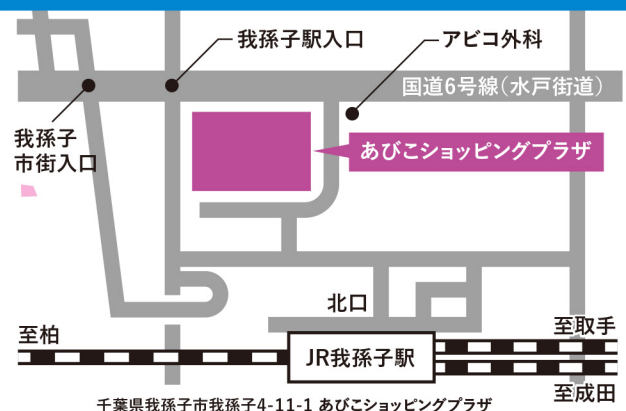 我孫子駅入口
アビコ外科
国道6号線(水戸街道)
我孫子
市街入口
あびこショッピングプラザ
北口
至柏
至取手
JR我孫子駅
至成田
千葉県我孫子市我孫子4-11-1 あびこショッピングプラザ